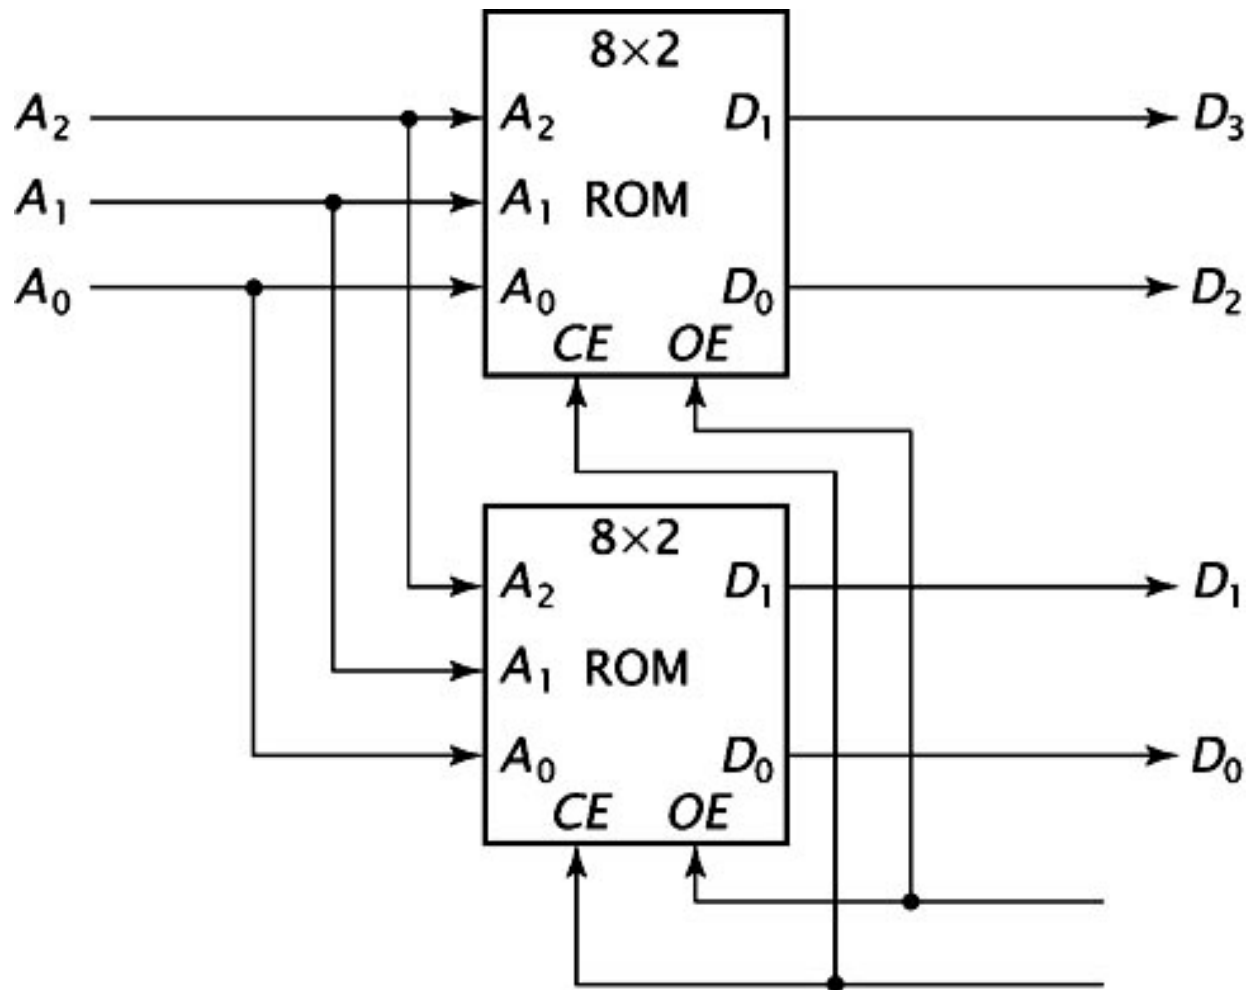 8×2
A₂ A₂ D₁ D₃
A₁ A₁ ROM
A₀ A₀ D₀ D₂
CE OE
8×2
A₂ D₁ D₁
A₁ ROM
A₀ D₀ D₀
CE OE